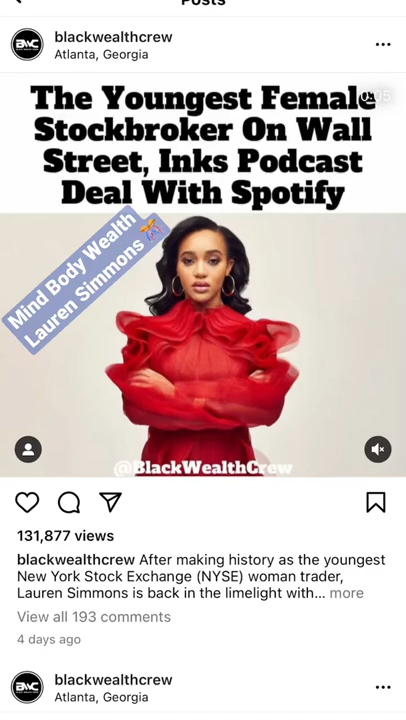 Posts
blackwealthcrew
Atlanta, Georgia
The Youngest Female
Stockbroker On Wall
Street, Inks Podcast
Deal With Spotify
0:05
Mind Body Wealth
Lauren Simmons
@BlackWealthCrew
131,877 views
blackwealthcrew After making history as the youngest
New York Stock Exchange (NYSE) woman trader,
Lauren Simmons is back in the limelight with... more
View all 193 comments
4 days ago
blackwealthcrew
Atlanta, Georgia